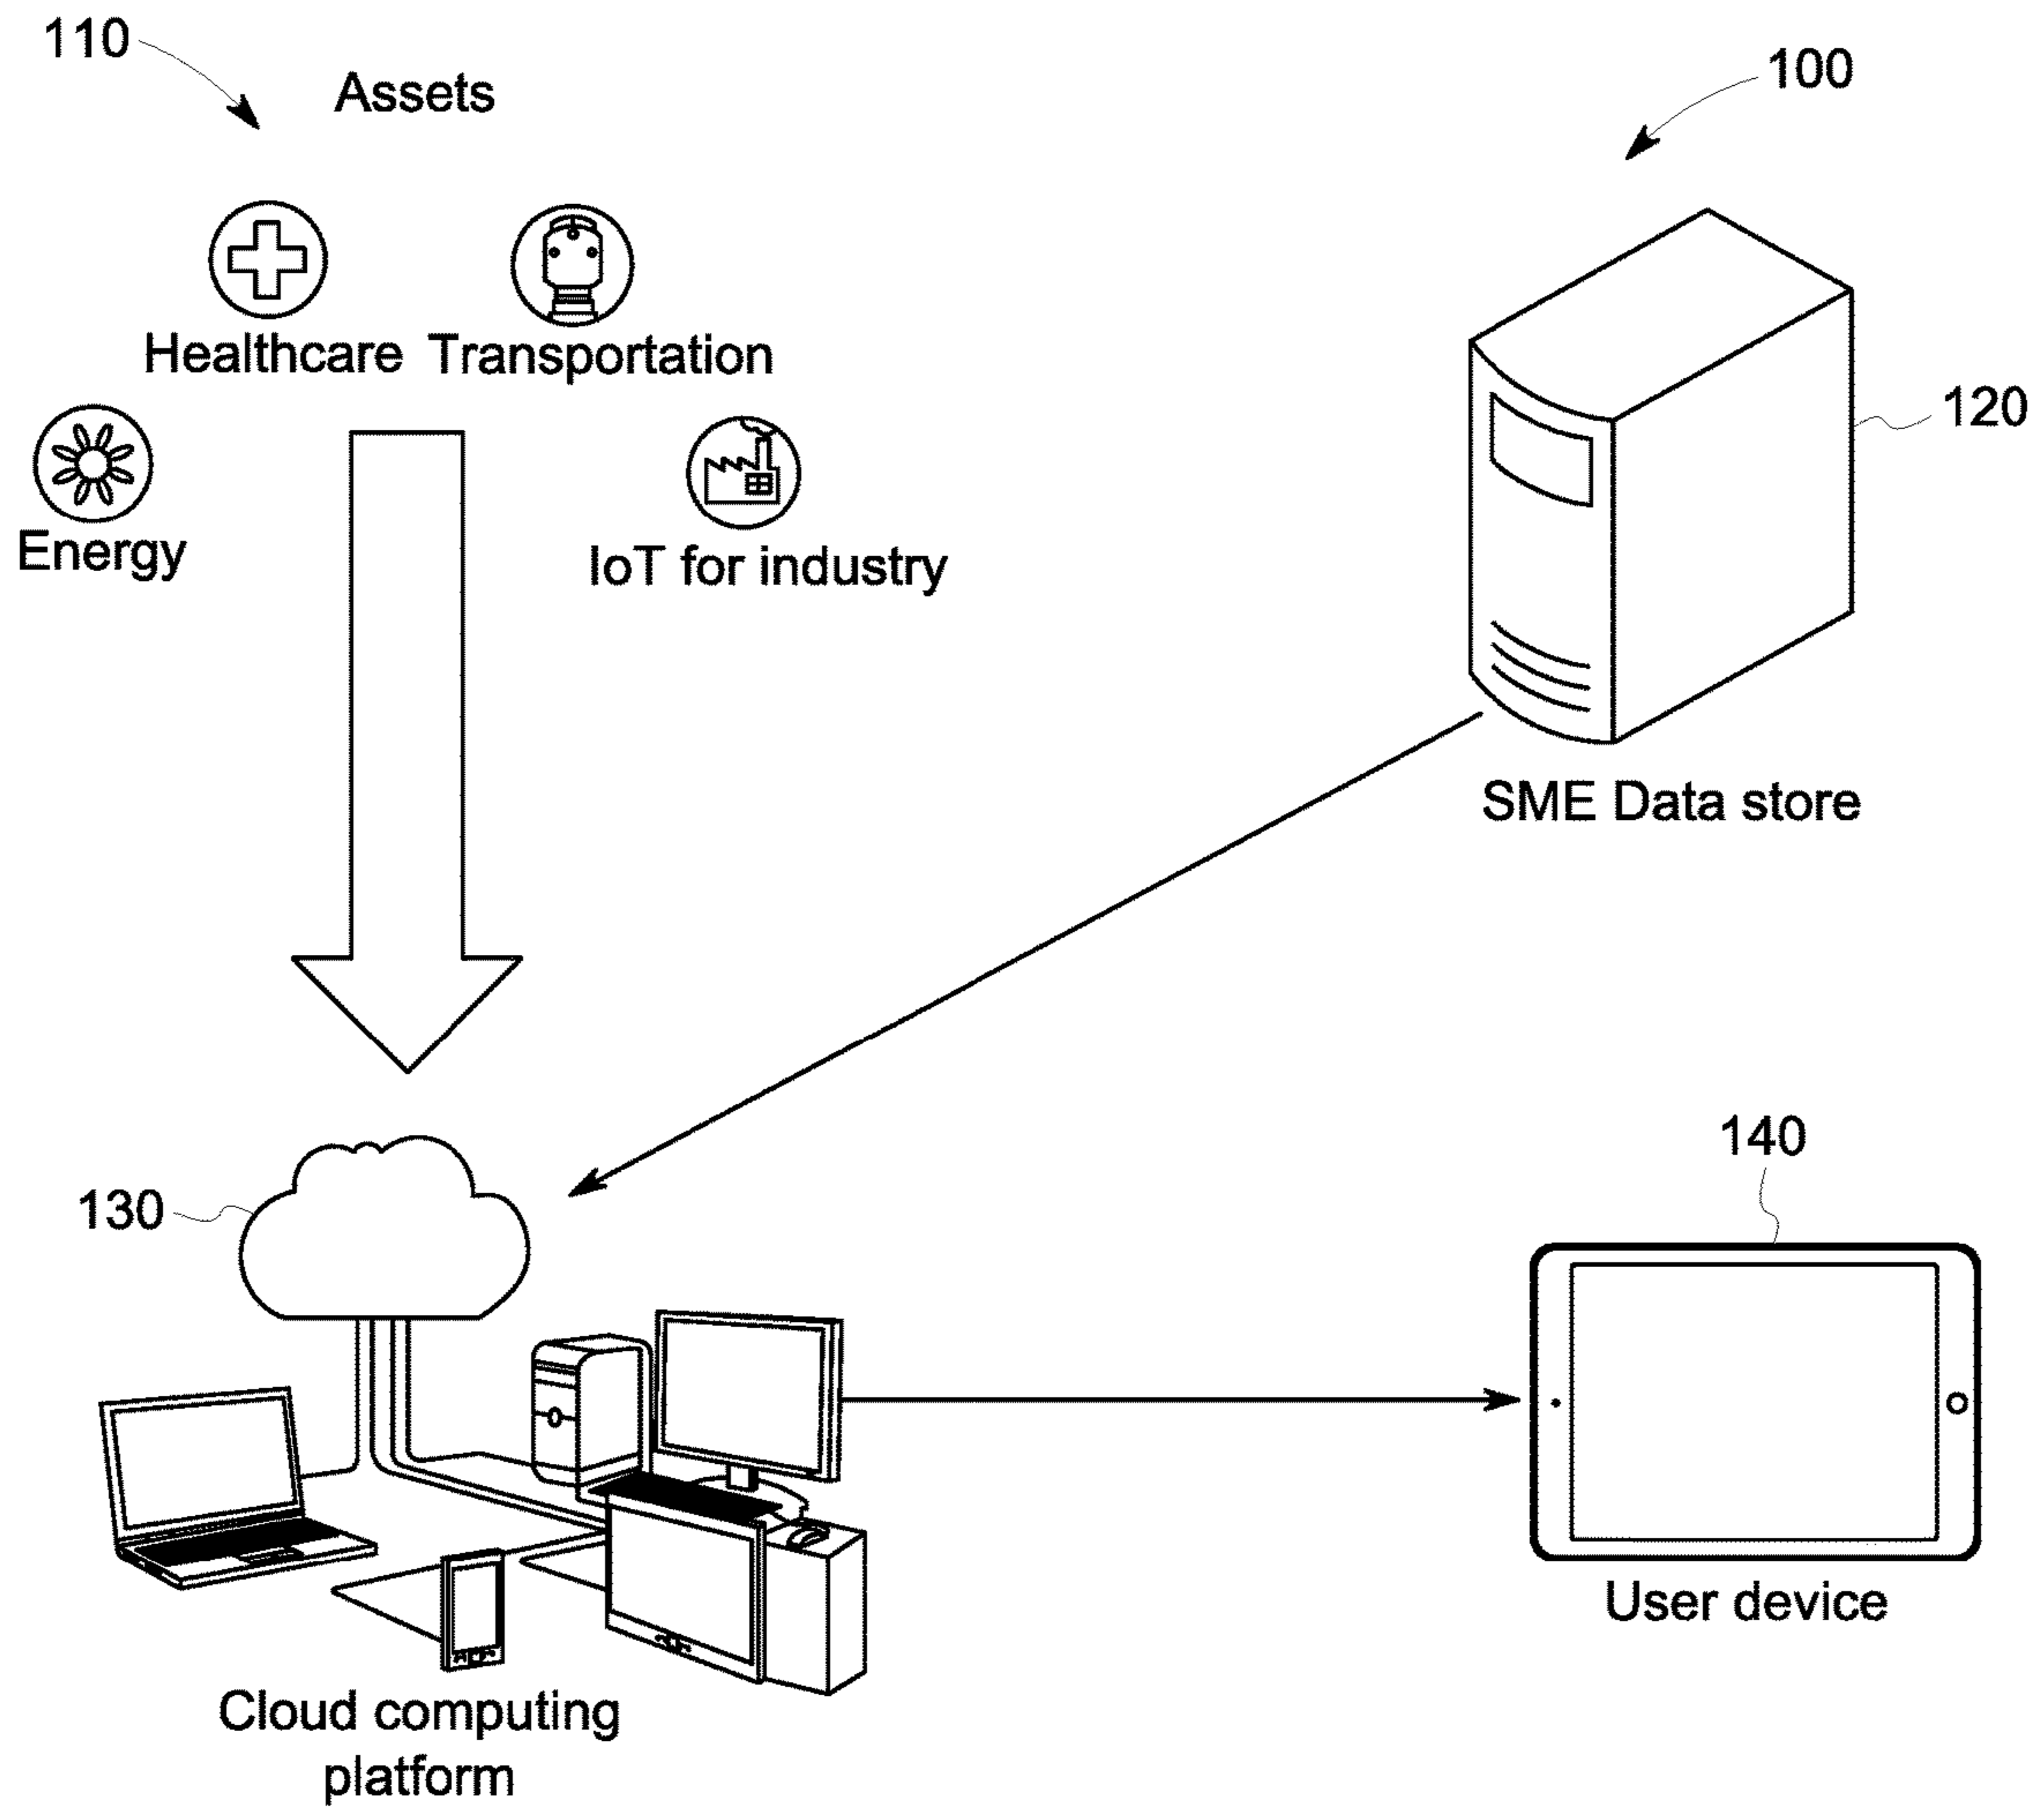 110
Assets
100
Healthcare
Transportation
120
Energy
IoT for industry
SME Data store
130
140
User device
Cloud computing
platform